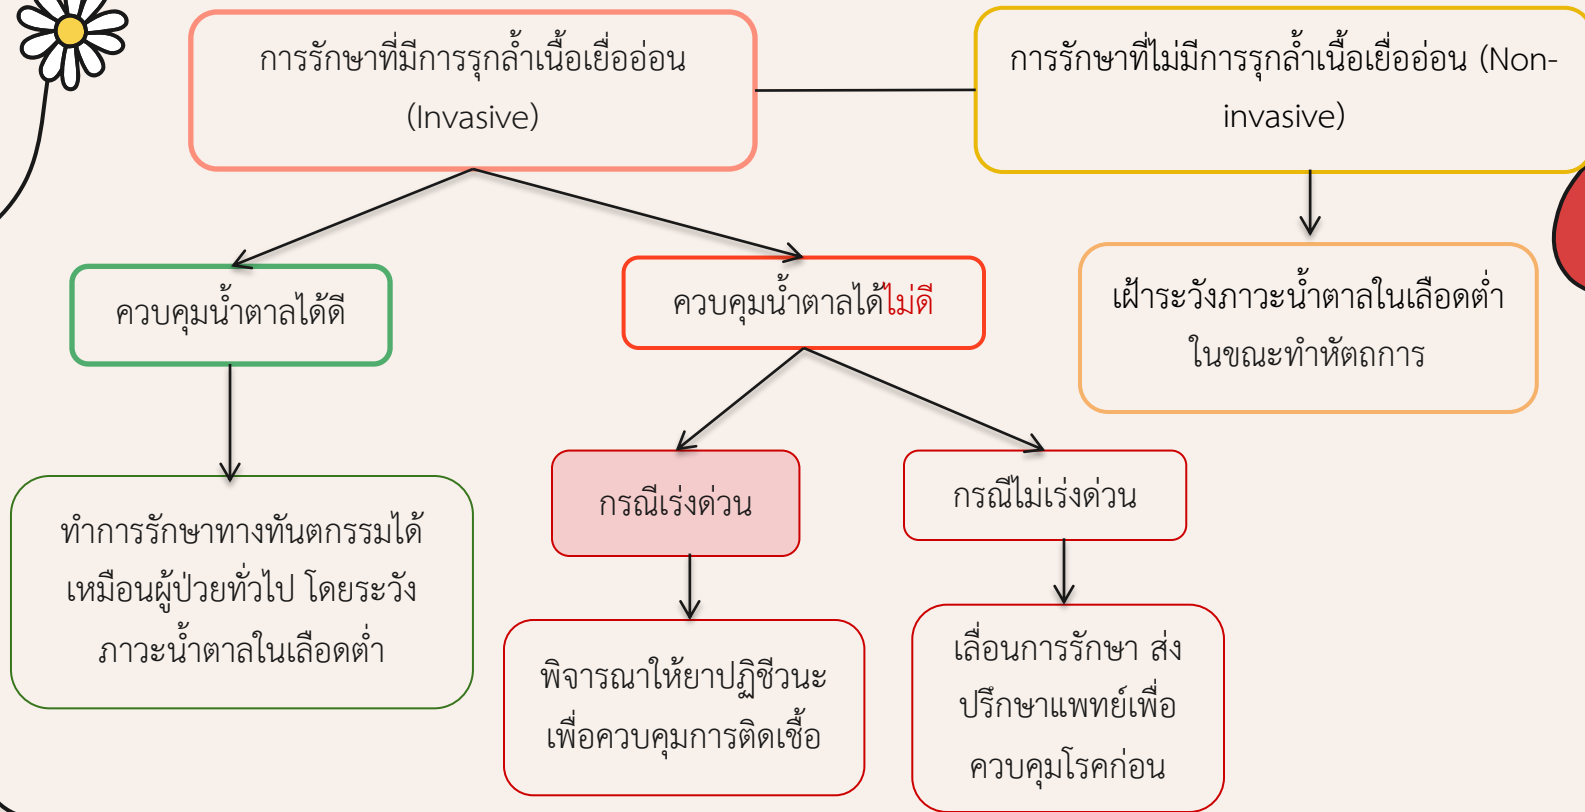 การรักษาที่มีการรุกล้ำเนื้อเยื่ออ่อน
(Invasive)
การรักษาที่ไม่มีการรุกล้ำเนื้อเยื่ออ่อน (Non-
invasive)
ควบคุมน้ำตาลได้ดี
ควบคุมน้ำตาลได้ไม่ดี
เฝ้าระวังภาวะน้ำตาลในเลือดต่ำ
ในขณะทำหัตถการ
กรณีเร่งด่วน
กรณีไม่เร่งด่วน
ทำการรักษาทางทันตกรรมได้
เหมือนผู้ป่วยทั่วไป โดยระวัง
ภาวะน้ำตาลในเลือดต่ำ
พิจารณาให้ยาปฏิชีวนะ
เพื่อควบคุมการติดเชื้อ
เลื่อนการรักษา ส่ง
ปรึกษาแพทย์เพื่อ
ควบคุมโรคก่อน